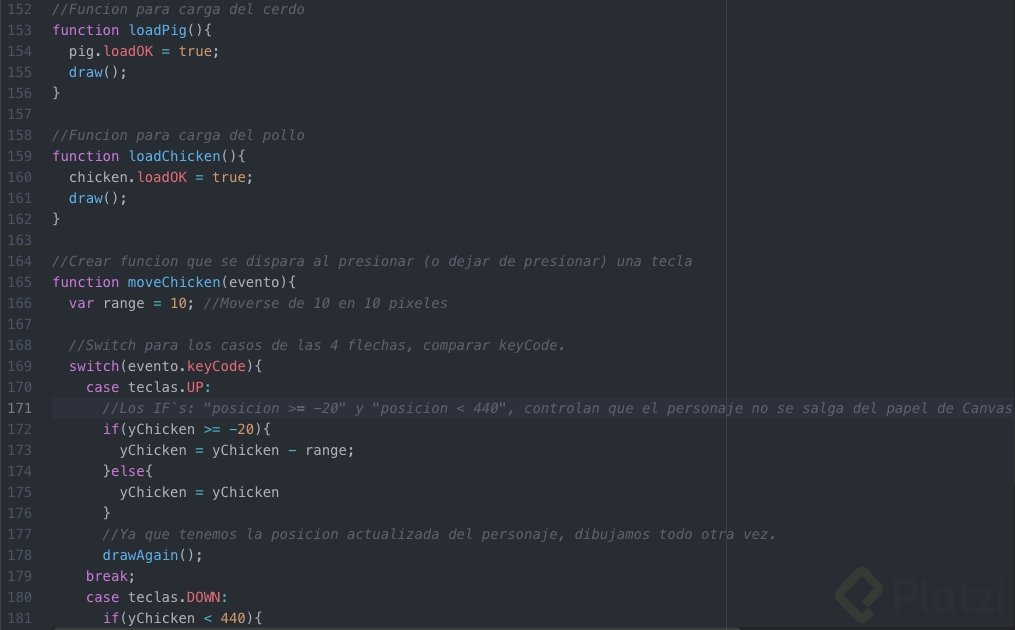 152 //Funcion para carga del cerdo
153 function loadPig(){
154 pig.loadOK = true;
155 draw();
156 }
157
158 //Funcion para carga del pollo
159 function loadChicken(){
160 chicken.loadOK = true;
161 draw();
162 }
163
164 //Crear funcion que se dispara al presionar (o dejar de presionar) una tecla
165 function moveChicken(evento){
166 var range = 10; //Moverse de 10 en 10 pixeles
167
168 //Switch para los casos de las 4 flechas, comparar keyCode.
169 switch(evento.keyCode){
170 case teclas.UP:
171 //Los IF`s: "posicion >= -20" y "posicion < 440", controlan que el personaje no se salga del papel de Canvas
172 if(yChicken >= -20){
173 yChicken = yChicken - range;
174 }else{
175 yChicken = yChicken
176 }
177 //Ya que tenemos la posicion actualizada del personaje, dibujamos todo otra vez.
178 drawAgain();
179 break;
180 case teclas.DOWN:
181 if(yChicken < 440){
Platzi